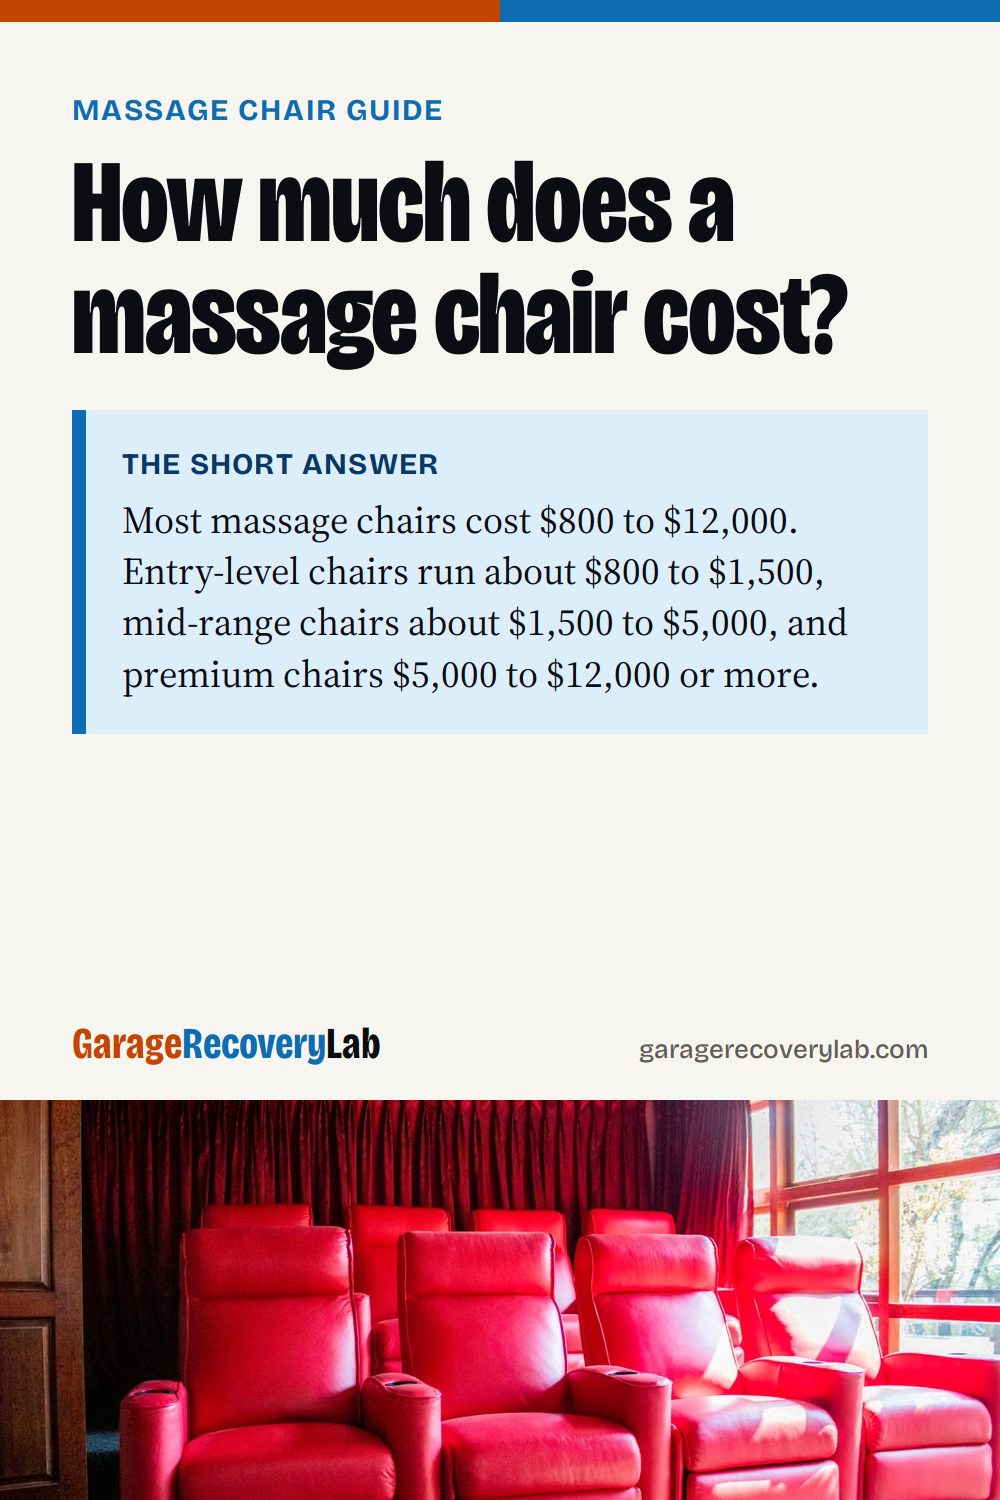 MASSAGE CHAIR GUIDE
How much does a
massage chair cost?
THE SHORT ANSWER
Most massage chairs cost $800 to $12,000.
Entry-level chairs run about $800 to $1,500,
mid-range chairs about $1,500 to $5,000, and
premium chairs $5,000 to $12,000 or more.
GarageRecoveryLab
garagerecoverylab.com